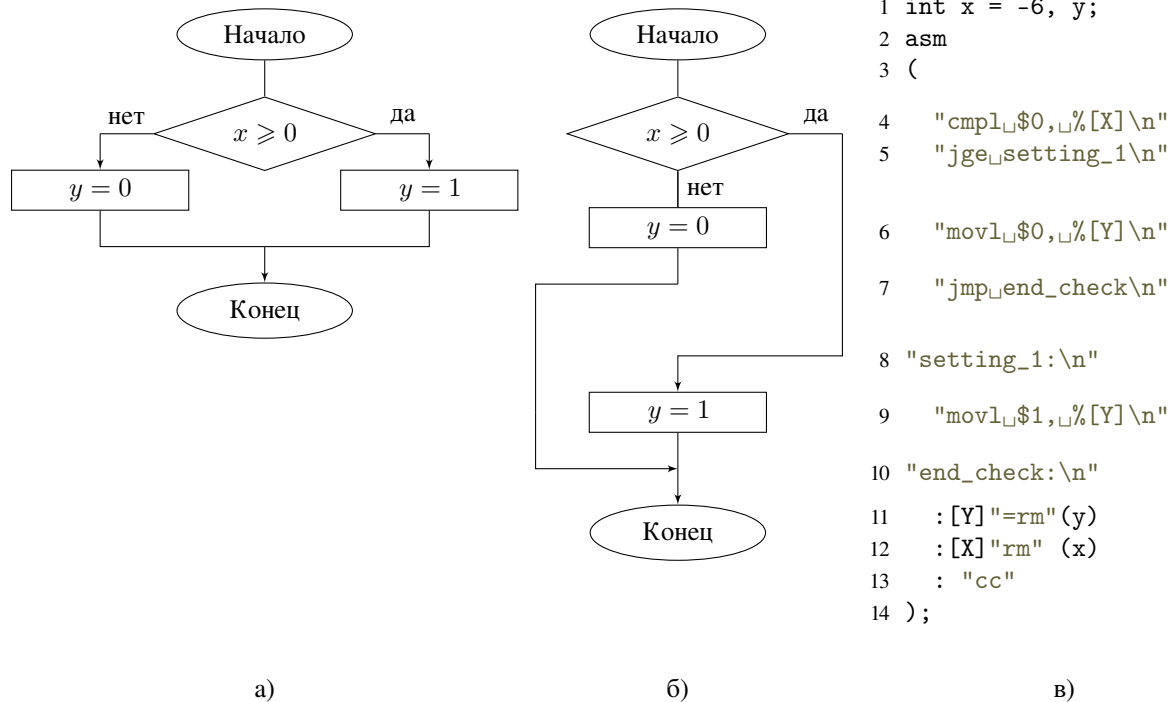 Начало
нет
x ⩾ 0
да
y = 0
y = 1
Конец
а)
Начало
x ⩾ 0
да
нет
y = 0
y = 1
Конец
б)
1 int x = -6, y;
2 asm
3 (
4 "cmpl␣$0,␣%[X]\n"
5 "jge␣setting_1\n"
6 "movl␣$0,␣%[Y]\n"
7 "jmp␣end_check\n"
8 "setting_1:\n"
9 "movl␣$1,␣%[Y]\n"
10 "end_check:\n"
11 :[Y]"=rm"(y)
12 :[X]"rm" (x)
13 : "cc"
14 );
в)